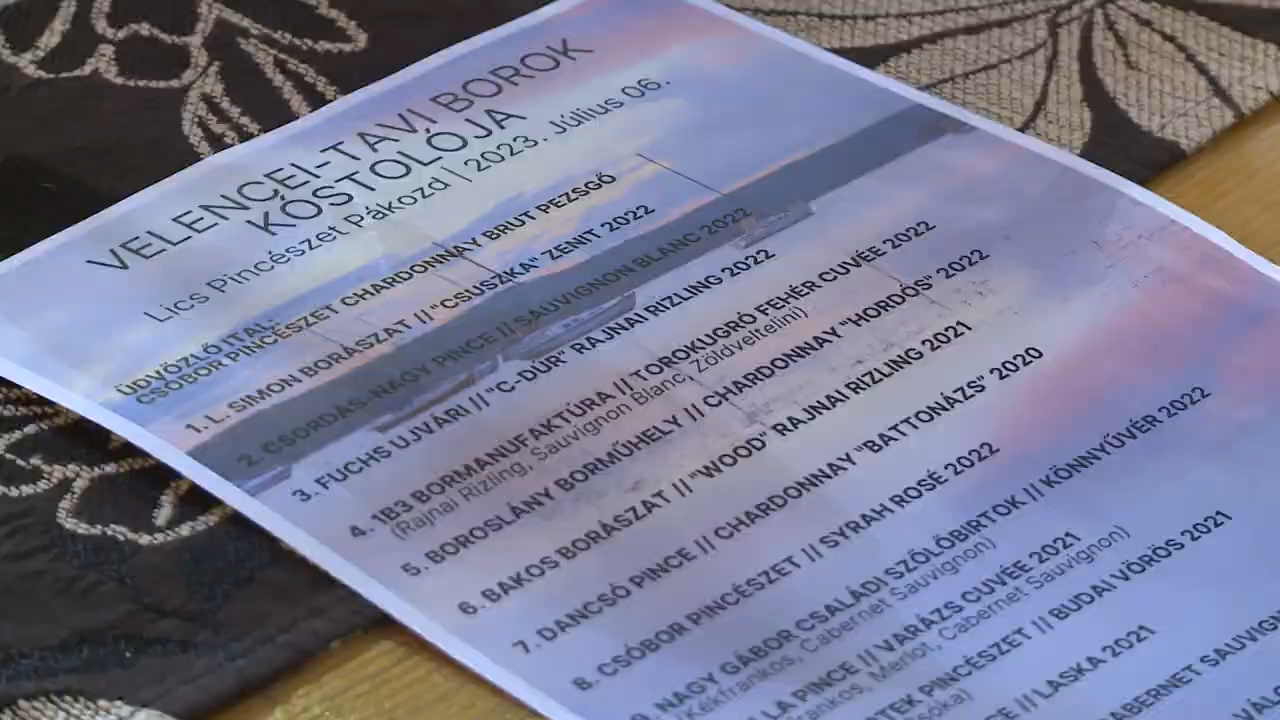 VELENCEI-TAVI BOROK
KÓSTOLÓJA
Lics Pincészet Pákozd | 2023. Július 06.
ÜDVÖZLŐ ITAL:
CSÓBOR PINCÉSZET CHARDONNAY BRUT PEZSGŐ
1. L. SIMON BORÁSZAT // "CSUSZKA" ZENIT 2022
2. CSORDÁS-NAGY PINCE // SAUVIGNON BLANC 2022
3. FUCHS UJVÁRI // "C-DÚR" RAJNAI RIZLING 2022
4. 1B3 BORMANUFAKTÚRA // TOROKUGRÓ FEHÉR CUVÉE 2022
(Rajnai Rizling, Sauvignon Blanc, Zöldveltelini)
5. BOROSLÁNY BORMŰHELY // CHARDONNAY "HORDÓS" 2022
6. BAKOS BORÁSZAT // "WOOD" RAJNAI RIZLING 2021
7. DANCSÓ PINCE // CHARDONNAY "BATTONÁZS" 2020
8. CSÓBOR PINCÉSZET // SYRAH ROSÉ 2022
9. NAGY GÁBOR CSALÁDI SZŐLŐBIRTOK // KÖNNYŰVÉR 2022
(Kékfrankos, Cabernet Sauvignon)
LA PINCE // VARÁZS CUVÉE 2021
Merlot, Cabernet Sauvignon)
PINCÉSZET // BUDAI VÖRÖS 2021
// LASKA 2021